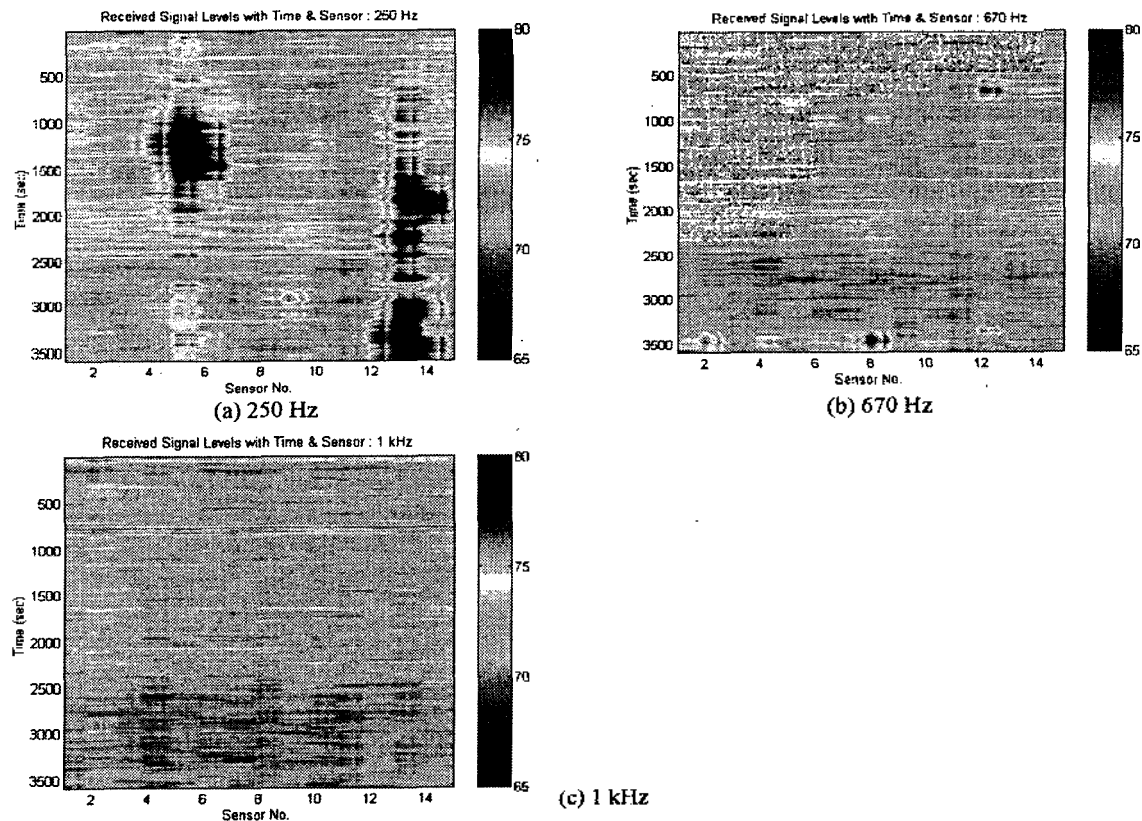 Received Signal Levels with Time & Sensor : 250 Hz
80
75
70
65
500
1000
1500
2000
2500
3000
3500
Time (sec)
2 4 6 8 10 12 14
Sensor No.
(a) 250 Hz
Received Signal Levels with Time & Sensor : 670 Hz
80
75
70
65
500
1000
1500
2000
2500
3000
3500
Time (sec)
2 4 6 8 10 12 14
Sensor No.
(b) 670 Hz
Received Signal Levels with Time & Sensor : 1 kHz
80
75
70
65
500
1000
1500
2000
2500
3000
3500
Time (sec)
2 4 6 8 10 12 14
Sensor No.
(c) 1 kHz